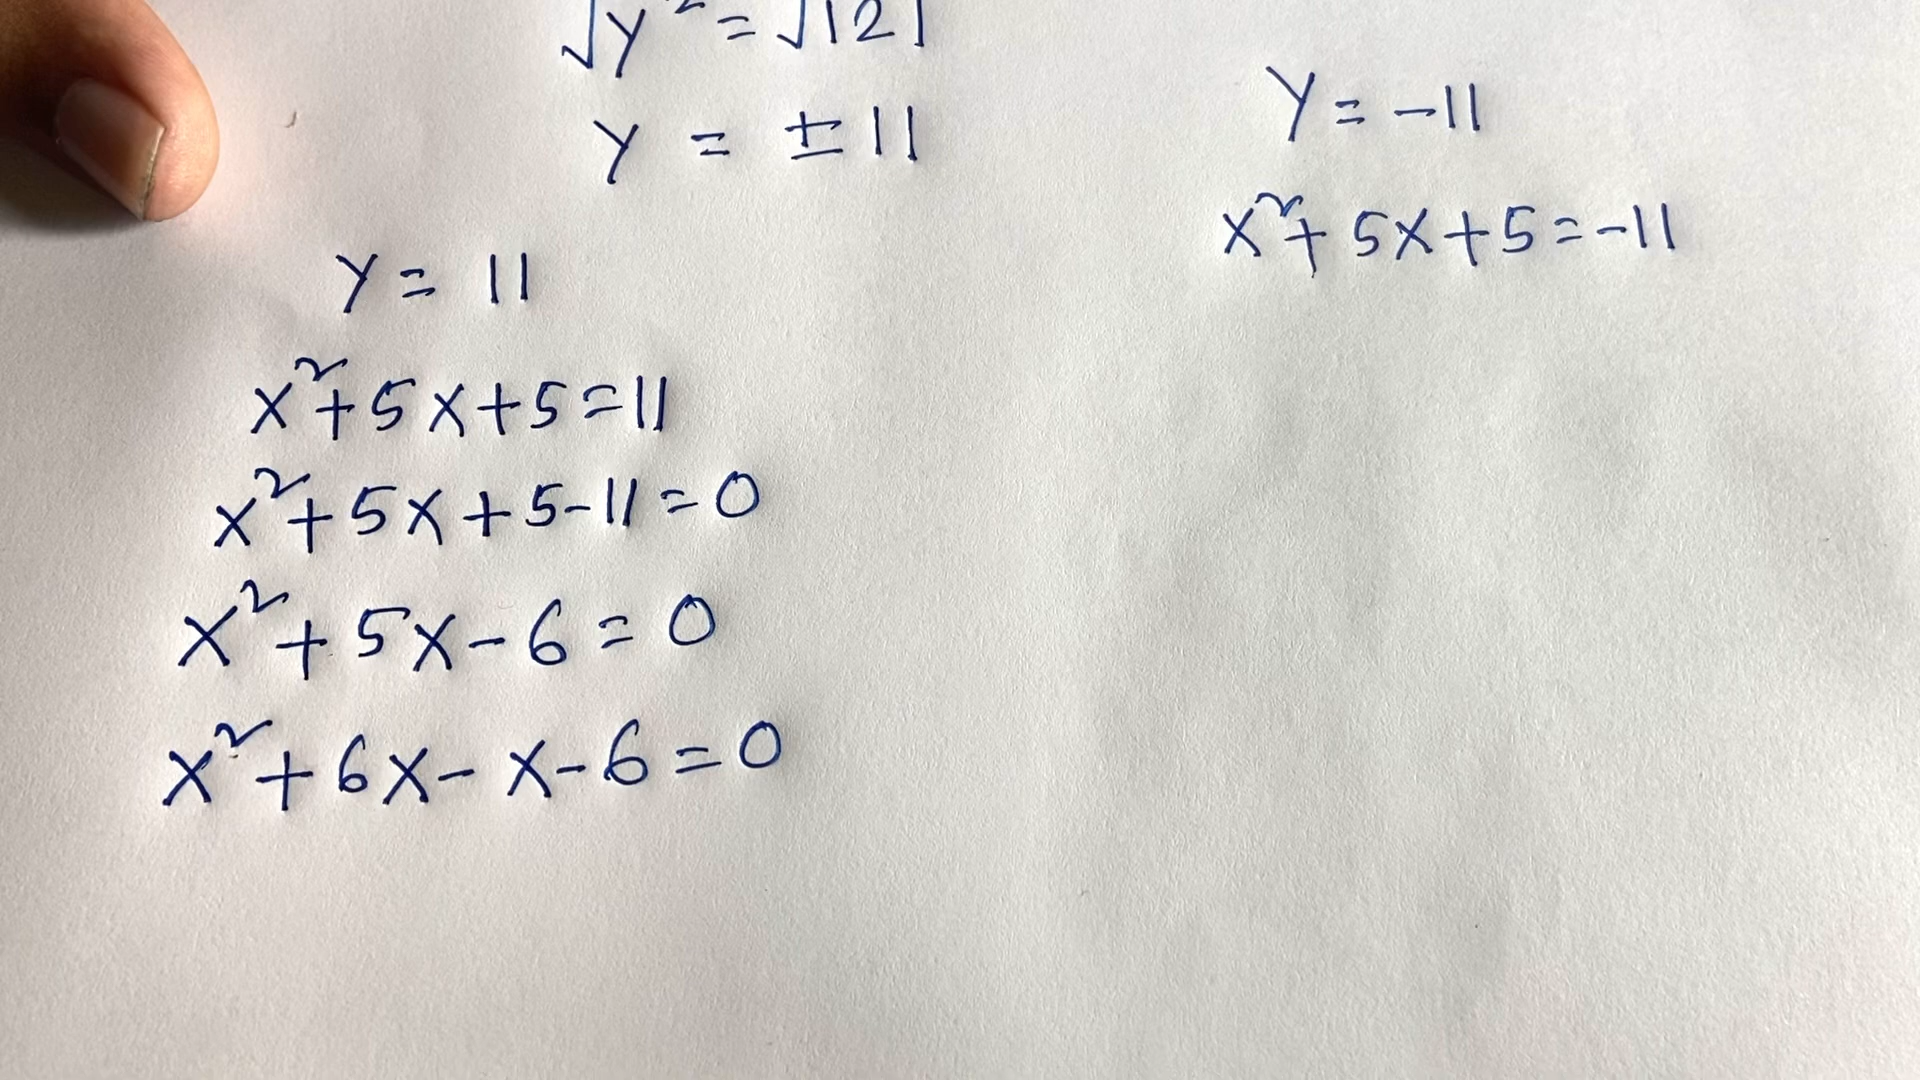 √y² = √121
y = ±11
y = 11
x²+5x+5=11
x²+5x+5-11=0
x²+5x-6=0
x²+6x-x-6=0
y=-11
x²+5x+5=-11